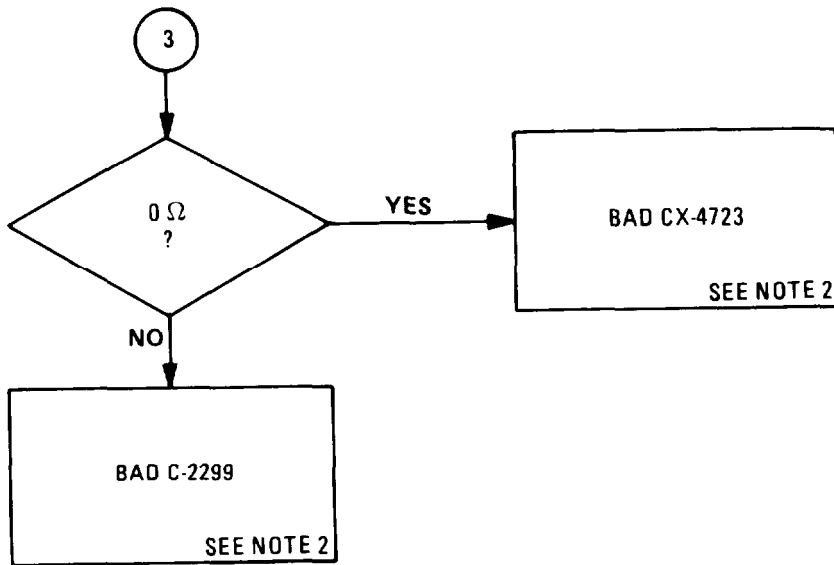 3
0 Ω
?
YES
BAD CX-4723
SEE NOTE 2
NO
BAD C-2299
SEE NOTE 2